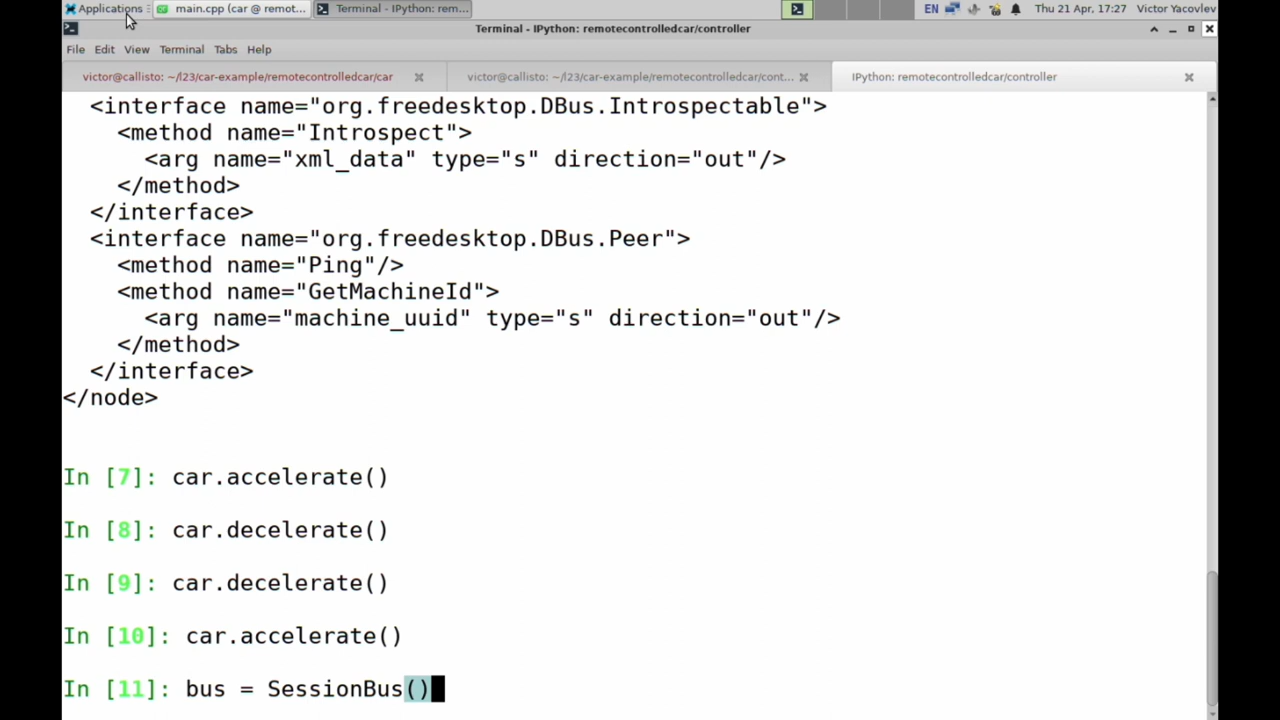 Applications main.cpp (car @ remot... Terminal - IPython: rem... EN Thu 21 Apr, 17:27 Victor Yacovlev
Terminal - IPython: remotecontrolledcar/controller
File Edit View Terminal Tabs Help
victor@callisto: ~/l23/car-example/remotecontrolledcar/car victor@callisto: ~/l23/car-example/remotecontrolledcar/cont... IPython: remotecontrolledcar/controller
<interface name="org.freedesktop.DBus.Introspectable">
<method name="Introspect">
<arg name="xml_data" type="s" direction="out"/>
</method>
</interface>
<interface name="org.freedesktop.DBus.Peer">
<method name="Ping"/>
<method name="GetMachineId">
<arg name="machine_uuid" type="s" direction="out"/>
</method>
</interface>
</node>
In [7]: car.accelerate()
In [8]: car.decelerate()
In [9]: car.decelerate()
In [10]: car.accelerate()
In [11]: bus = SessionBus()